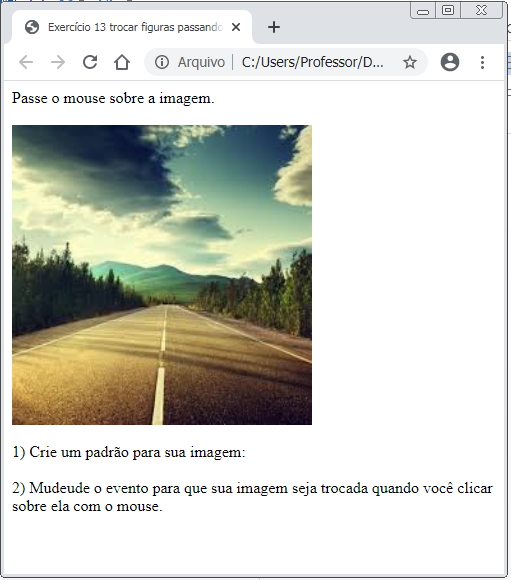 Exercício 13 trocar figuras passando
Arquivo | C:/Users/Professor/D...
Passe o mouse sobre a imagem.
1) Crie um padrão para sua imagem:
2) Mudeude o evento para que sua imagem seja trocada quando você clicar
sobre ela com o mouse.